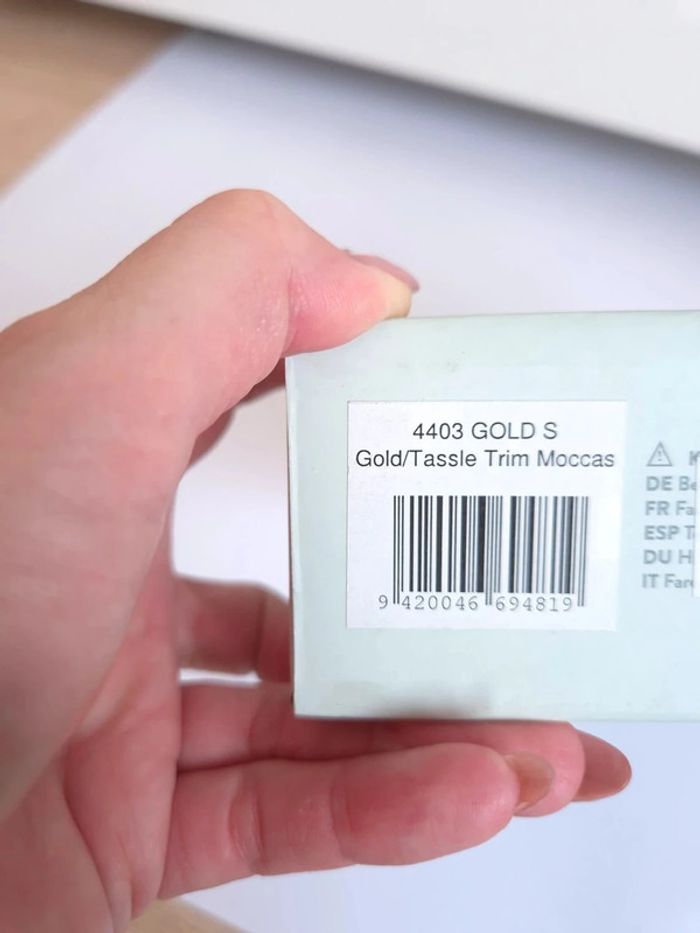 4403 GOLD S
Gold/Tassle Trim Moccas
9 420046 694819
DE
FR
ESP
DU
IT